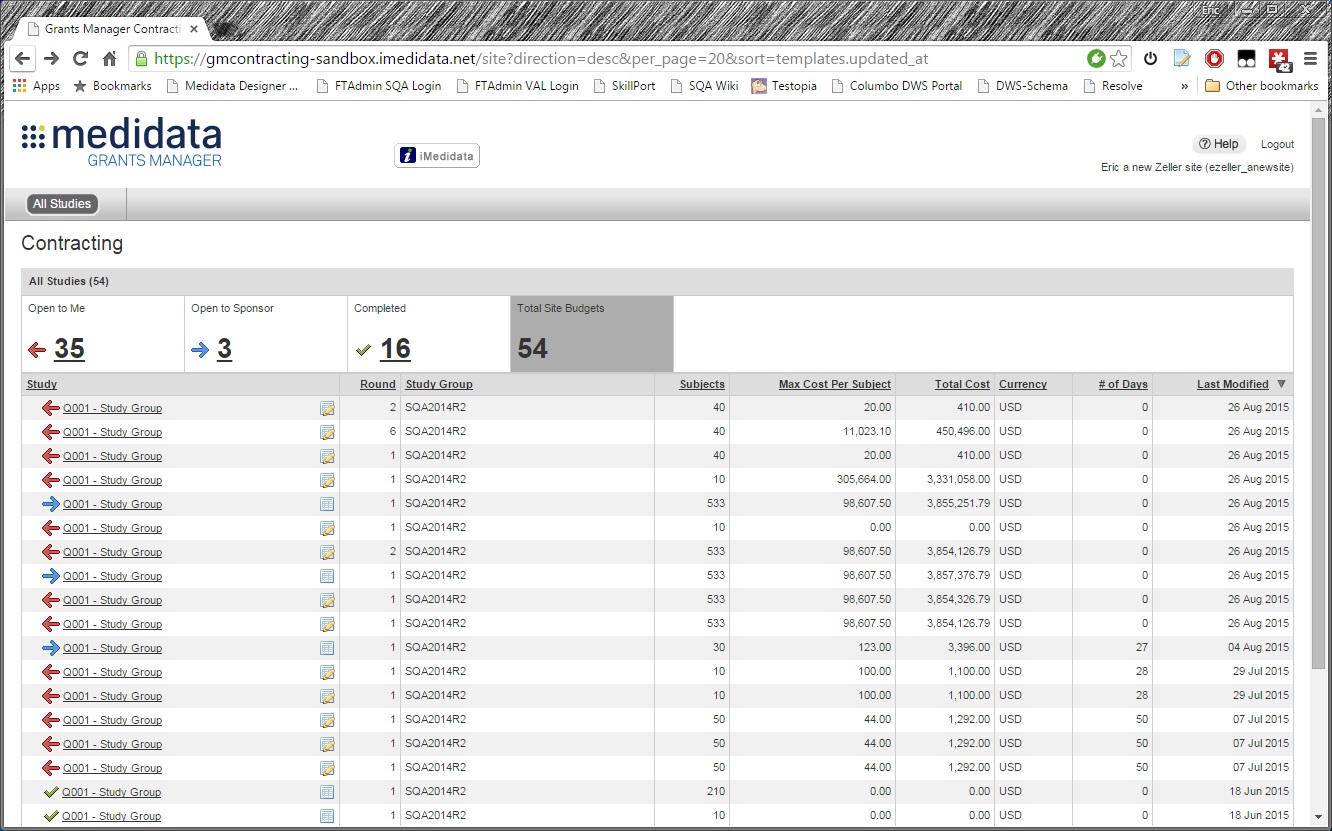 Eric
Grants Manager Contracti
https://gmcontracting-sandbox.imedidata.net/site?direction=desc&per_page=20&sort=templates.updated_at
42
Apps Bookmarks Medidata Designer ... FTAdmin SQA Login FTAdmin VAL Login SkillPort SQA Wiki Testopia Columbo DWS Portal DWS-Schema Resolve » Other bookmarks
medidata
GRANTS MANAGER
iMedidata
Help Logout
Eric a new Zeller site (ezeller_anewsite)
All Studies
Contracting
All Studies (54)
Open to Me Open to Sponsor Completed Total Site Budgets
35 3 16 54
Study Round Study Group Subjects Max Cost Per Subject Total Cost Currency # of Days Last Modified
Q001 - Study Group 2 SQA2014R2 40 20.00 410.00 USD 0 26 Aug 2015
Q001 - Study Group 6 SQA2014R2 40 11,023.10 450,496.00 USD 0 26 Aug 2015
Q001 - Study Group 1 SQA2014R2 40 20.00 410.00 USD 0 26 Aug 2015
Q001 - Study Group 1 SQA2014R2 10 305,664.00 3,331,058.00 USD 0 26 Aug 2015
Q001 - Study Group 1 SQA2014R2 533 98,607.50 3,855,251.79 USD 0 26 Aug 2015
Q001 - Study Group 1 SQA2014R2 10 0.00 0.00 USD 0 26 Aug 2015
Q001 - Study Group 2 SQA2014R2 533 98,607.50 3,854,126.79 USD 0 26 Aug 2015
Q001 - Study Group 1 SQA2014R2 533 98,607.50 3,857,376.79 USD 0 26 Aug 2015
Q001 - Study Group 1 SQA2014R2 533 98,607.50 3,854,326.79 USD 0 26 Aug 2015
Q001 - Study Group 1 SQA2014R2 533 98,607.50 3,854,126.79 USD 0 26 Aug 2015
Q001 - Study Group 1 SQA2014R2 30 123.00 3,396.00 USD 27 04 Aug 2015
Q001 - Study Group 1 SQA2014R2 10 100.00 1,100.00 USD 28 29 Jul 2015
Q001 - Study Group 1 SQA2014R2 10 100.00 1,100.00 USD 28 29 Jul 2015
Q001 - Study Group 1 SQA2014R2 50 44.00 1,292.00 USD 50 07 Jul 2015
Q001 - Study Group 1 SQA2014R2 50 44.00 1,292.00 USD 50 07 Jul 2015
Q001 - Study Group 1 SQA2014R2 50 44.00 1,292.00 USD 50 07 Jul 2015
Q001 - Study Group 1 SQA2014R2 210 0.00 0.00 USD 0 18 Jun 2015
Q001 - Study Group 1 SQA2014R2 10 0.00 0.00 USD 0 18 Jun 2015